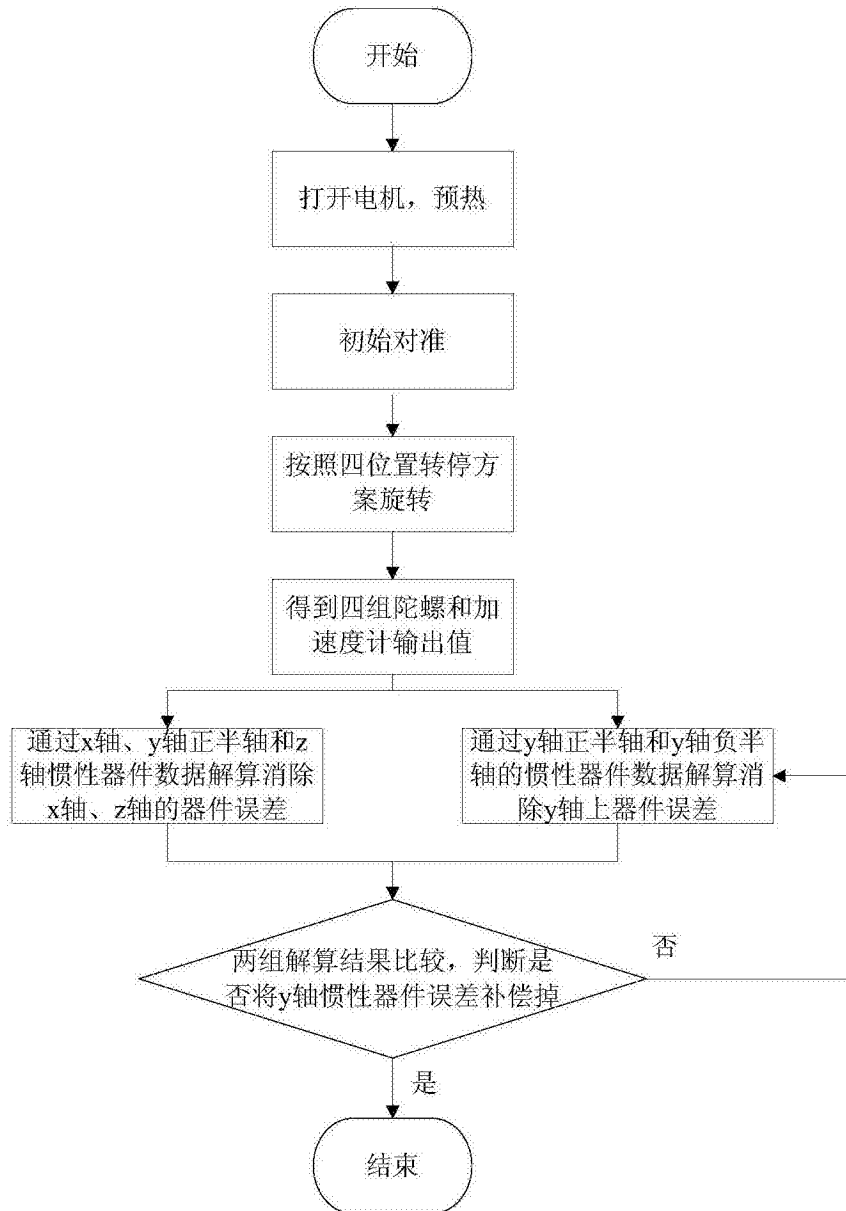 开始
打开电机，预热
初始对准
按照四位置转停方
案旋转
得到四组陀螺和加
速度计输出值
通过x轴、y轴正半轴和z
轴惯性器件数据解算消除
x轴、z轴的器件误差
通过y轴正半轴和y轴负半
轴的惯性器件数据解算消
除y轴上器件误差
两组解算结果比较，判断是
否将y轴惯性器件误差补偿掉
否
是
结束